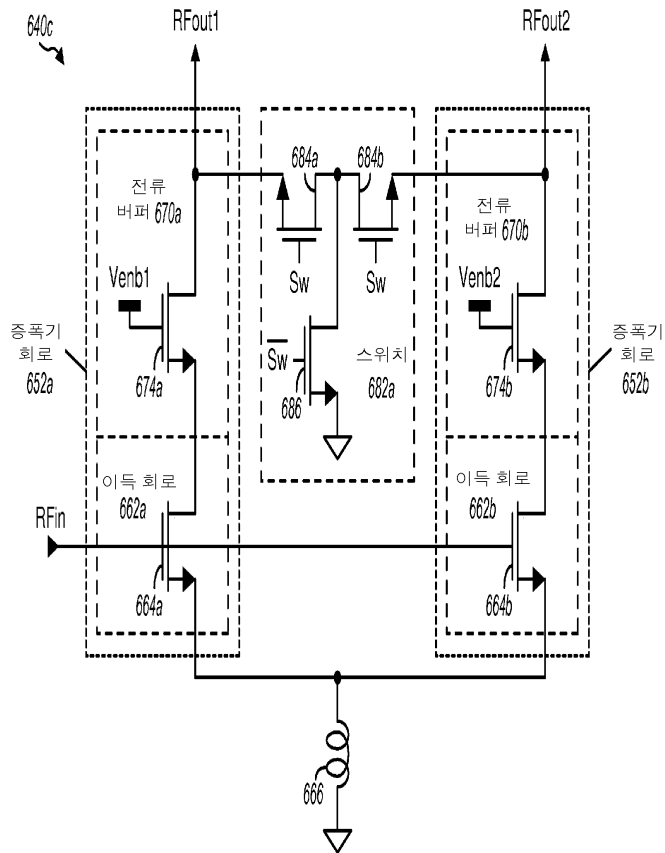 640c
RFout1
RFout2
684a
684b
전류
버퍼 670a
전류
버퍼 670b
Venb1
Sw
Sw
Venb2
증폭기
회로
652a
674a
S̅w̅
686
스위치
682a
674b
증폭기
회로
652b
이득 회로
662a
이득 회로
662b
RFin
664a
664b
666